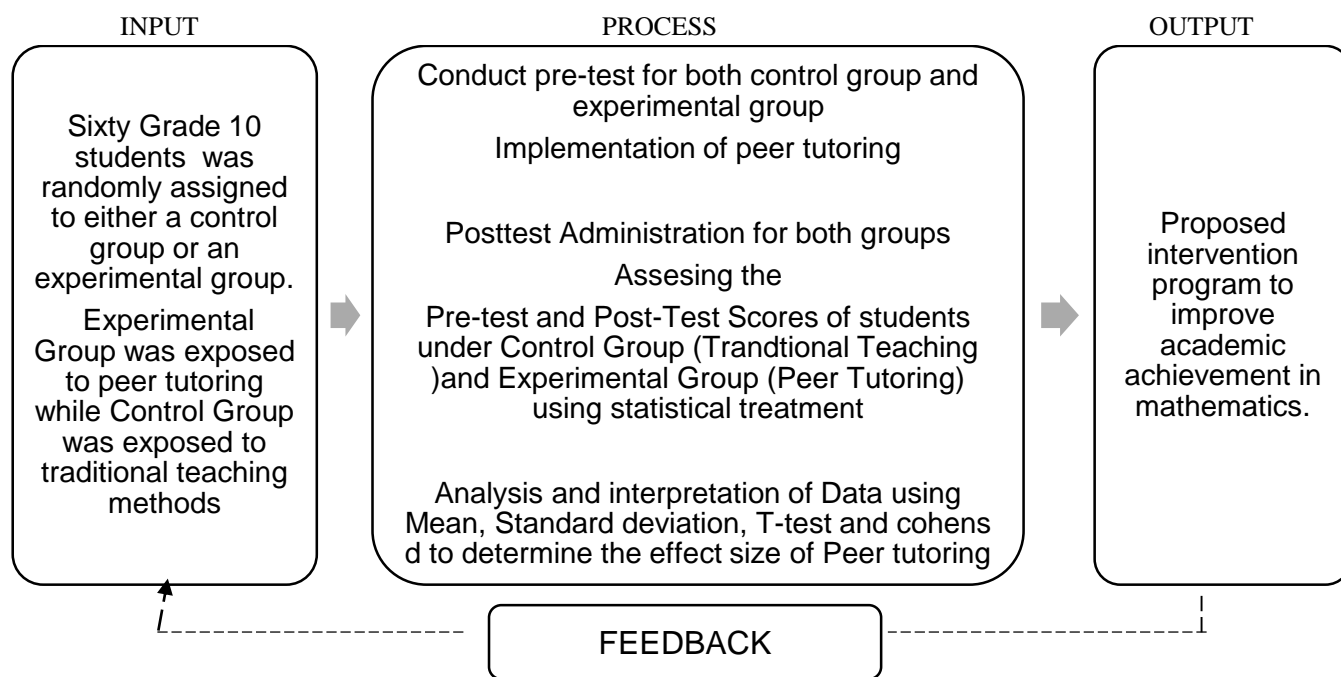 INPUT
PROCESS
OUTPUT
Sixty Grade 10
students was
randomly assigned
to either a control
group or an
experimental group.
Experimental
Group was exposed
to peer tutoring
while Control Group
was exposed to
traditional teaching
methods
Conduct pre-test for both control group and
experimental group
Implementation of peer tutoring
Posttest Administration for both groups
Assesing the
Pre-test and Post-Test Scores of students
under Control Group (Trandtional Teaching
)and Experimental Group (Peer Tutoring)
using statistical treatment
Analysis and interpretation of Data using
Mean, Standard deviation, T-test and cohens
d to determine the effect size of Peer tutoring
Proposed
intervention
program to
improve
academic
achievement in
mathematics.
FEEDBACK